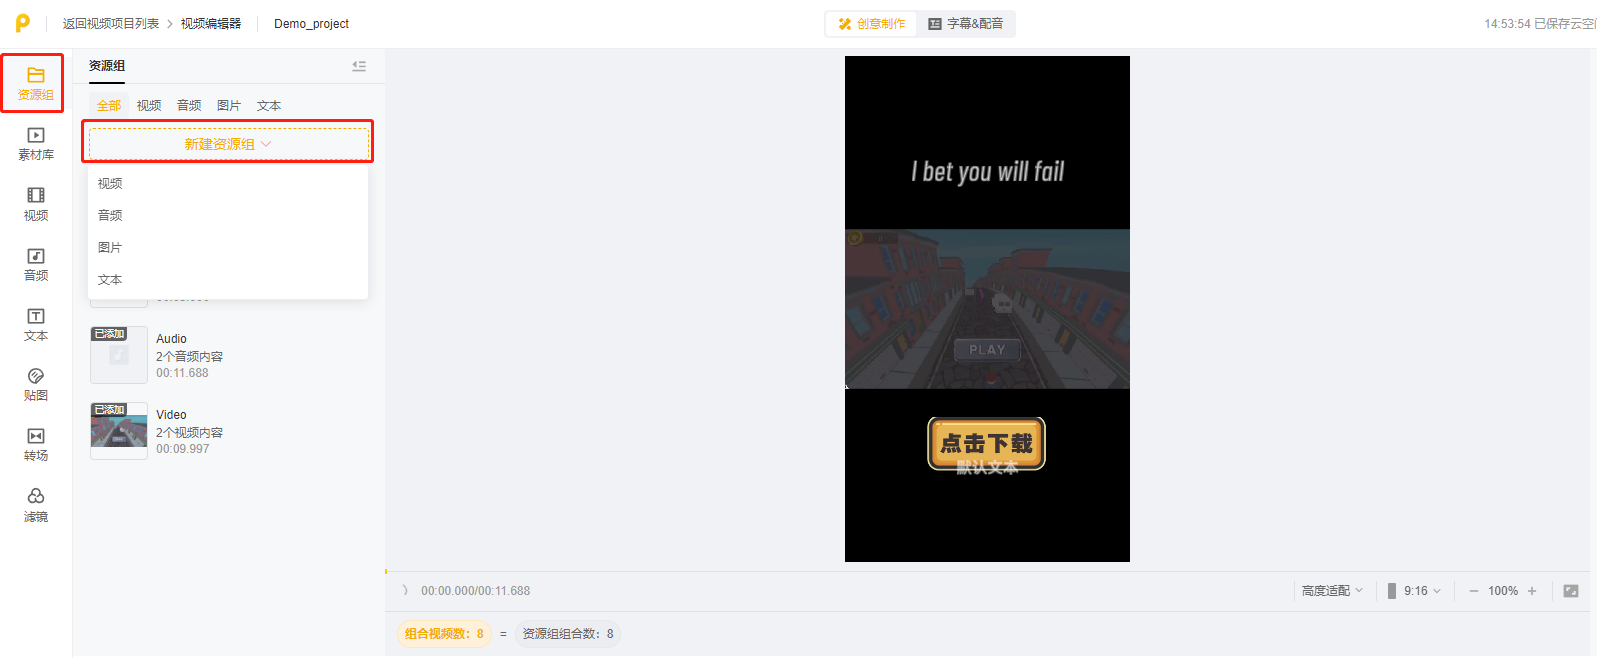 返回视频项目列表 > 视频编辑器 Demo_project
创意制作 字幕&配音
14:53:54 已保存云空
资源组
素材库
视频
音频
文本
贴图
转场
滤镜
资源组
全部 视频 音频 图片 文本
新建资源组
视频
音频
图片
文本
已添加
Audio
2个音频内容
00:11.688
已添加
Video
2个视频内容
00:09.997
I bet you will fail
PLAY
点击下载
默认文本
00:00.000/00:11.688
高度适配
9:16
100%
组合视频数: 8 = 资源组组合数: 8